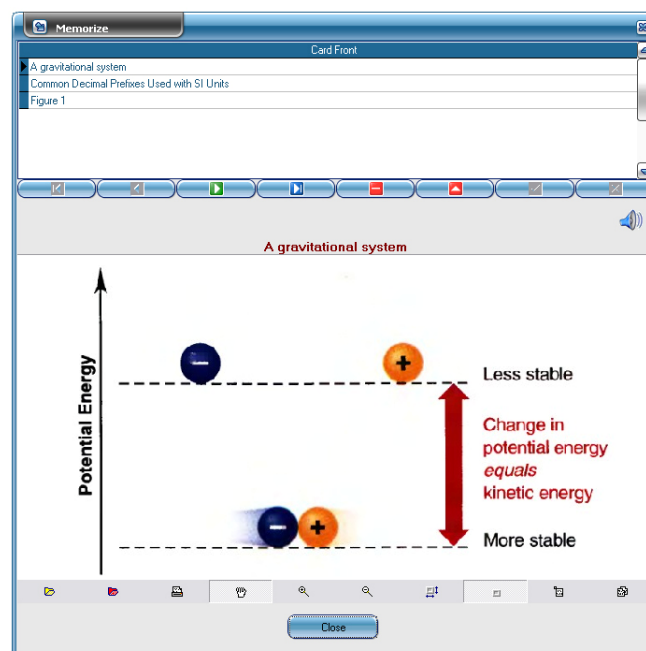 Memorize
Card Front
A gravitational system
Common Decimal Prefixes Used with SI Units
Figure 1
A gravitational system
Potential Energy
−
+
Less stable
Change in
potential energy
equals
kinetic energy
−
+
More stable
Close